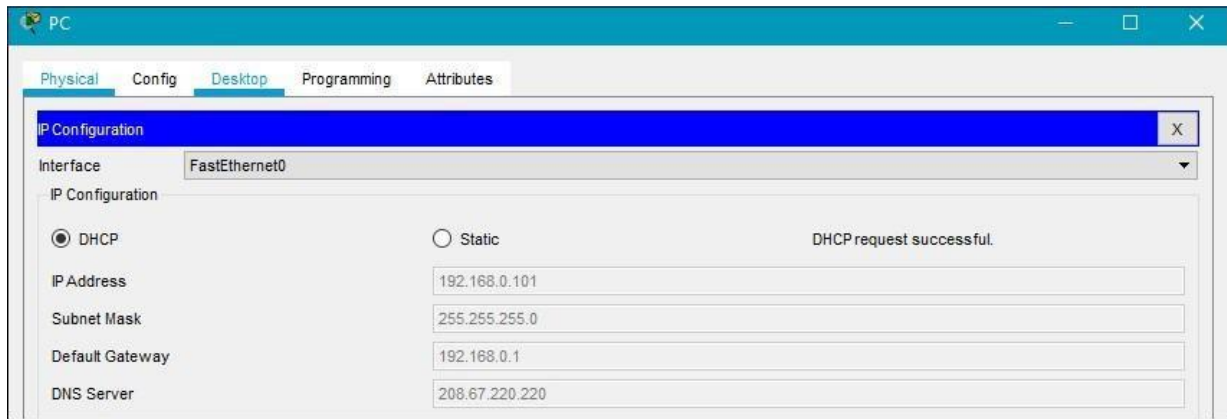 PC
Physical Config Desktop Programming Attributes
IP Configuration X
Interface FastEthernet0
IP Configuration
DHCP Static DHCP request successful.
IP Address 192.168.0.101
Subnet Mask 255.255.255.0
Default Gateway 192.168.0.1
DNS Server 208.67.220.220